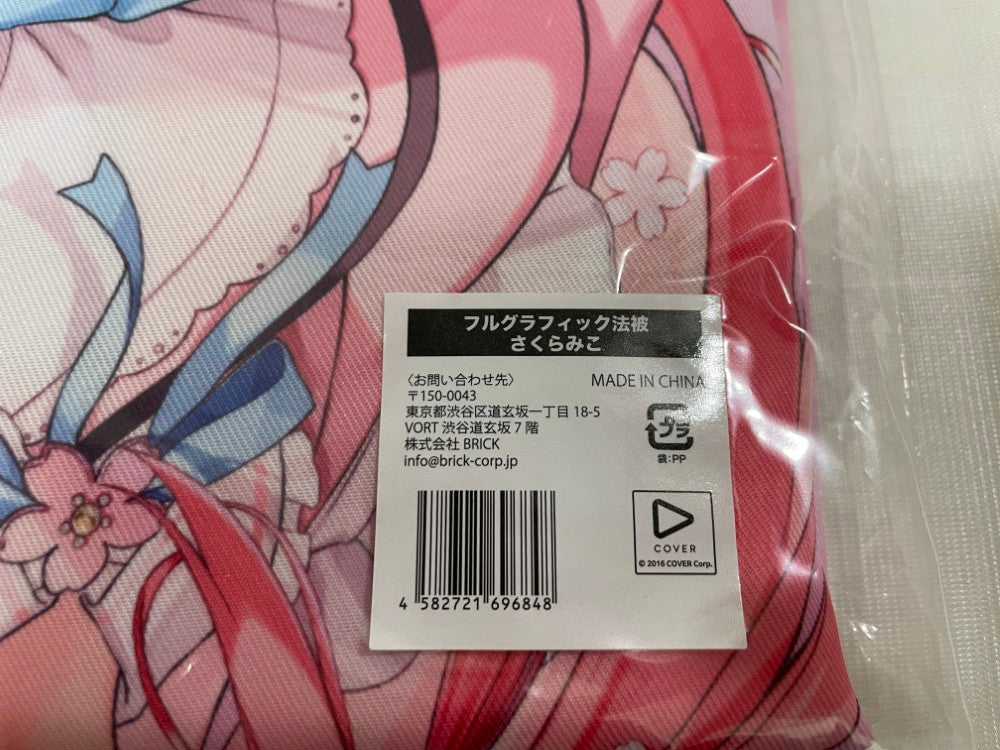 フルグラフィック法被
さくらみこ
〈お問い合わせ先〉
MADE IN CHINA
〒150-0043
東京都渋谷区道玄坂一丁目 18-5
VORT 渋谷道玄坂 7 階
株式会社 BRICK
info@brick-corp.jp
プラ
袋:PP
COVER
© 2016 COVER Corp.
4 582721 696848